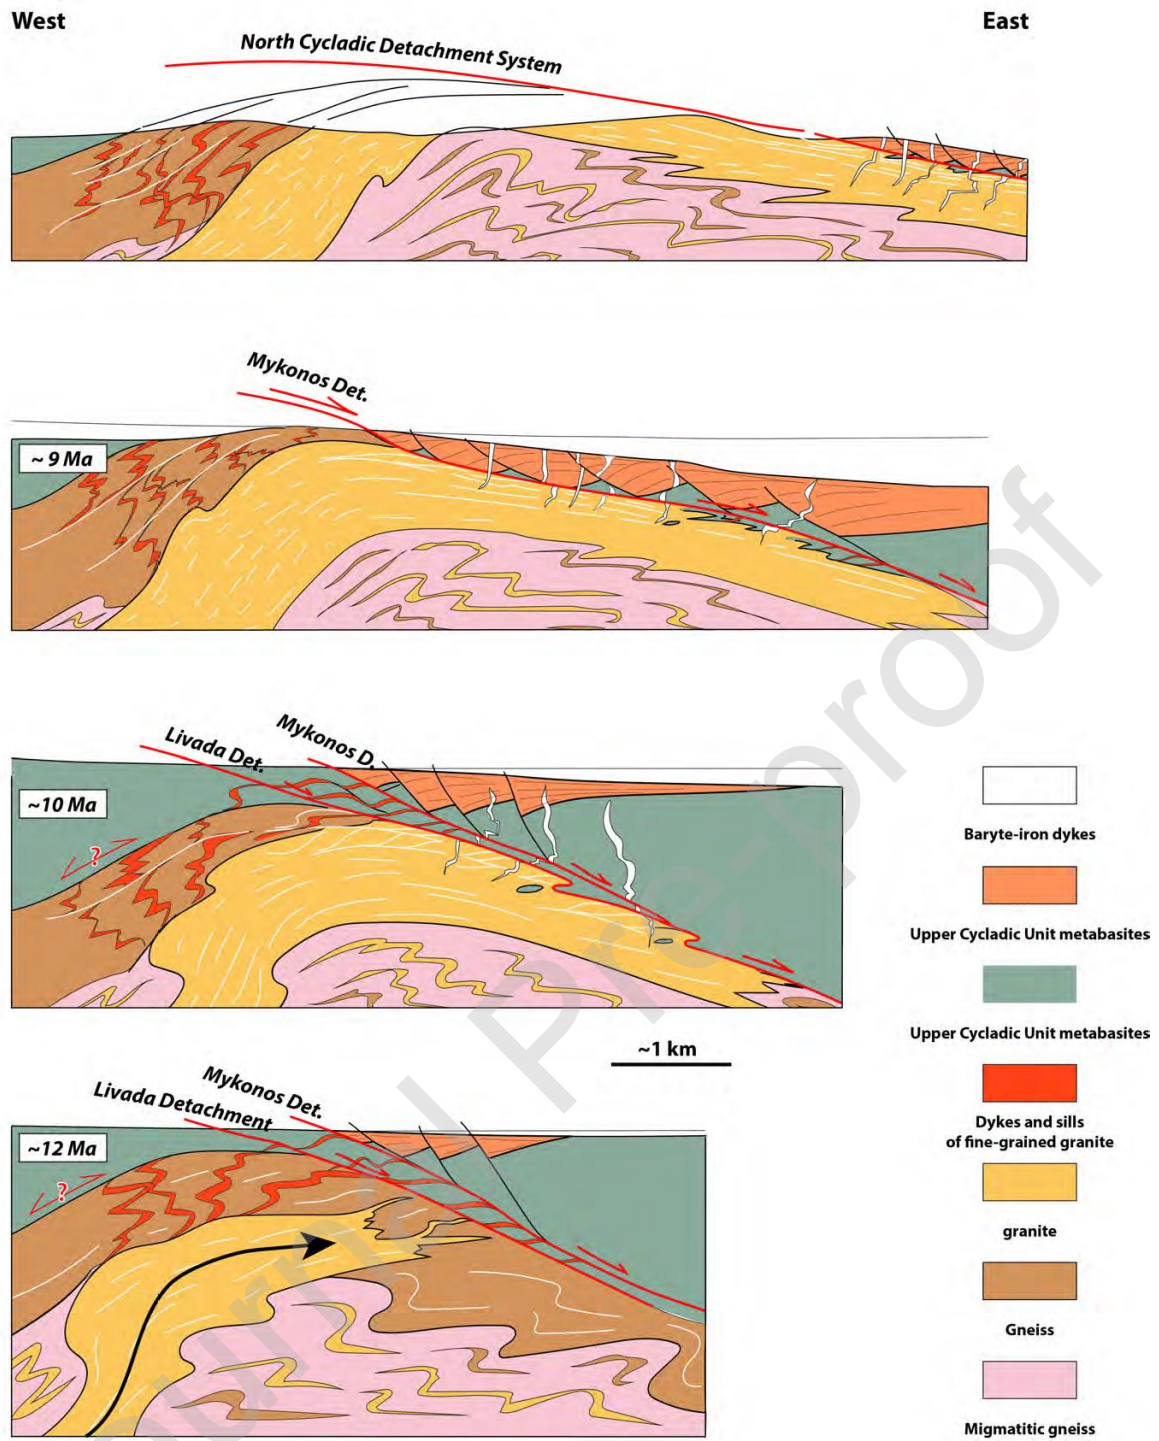 West
East
North Cycladic Detachment System
Mykonos Det.
~ 9 Ma
Livada Det.
Mykonos D.
~10 Ma
?
Baryte-iron dykes
Upper Cycladic Unit metabasites
Upper Cycladic Unit metabasites
~1 km
Mykonos Det.
Livada Detachment
~12 Ma
?
Dykes and sills
of fine-grained granite
granite
Gneiss
Migmatitic gneiss
Journal Pre-proof